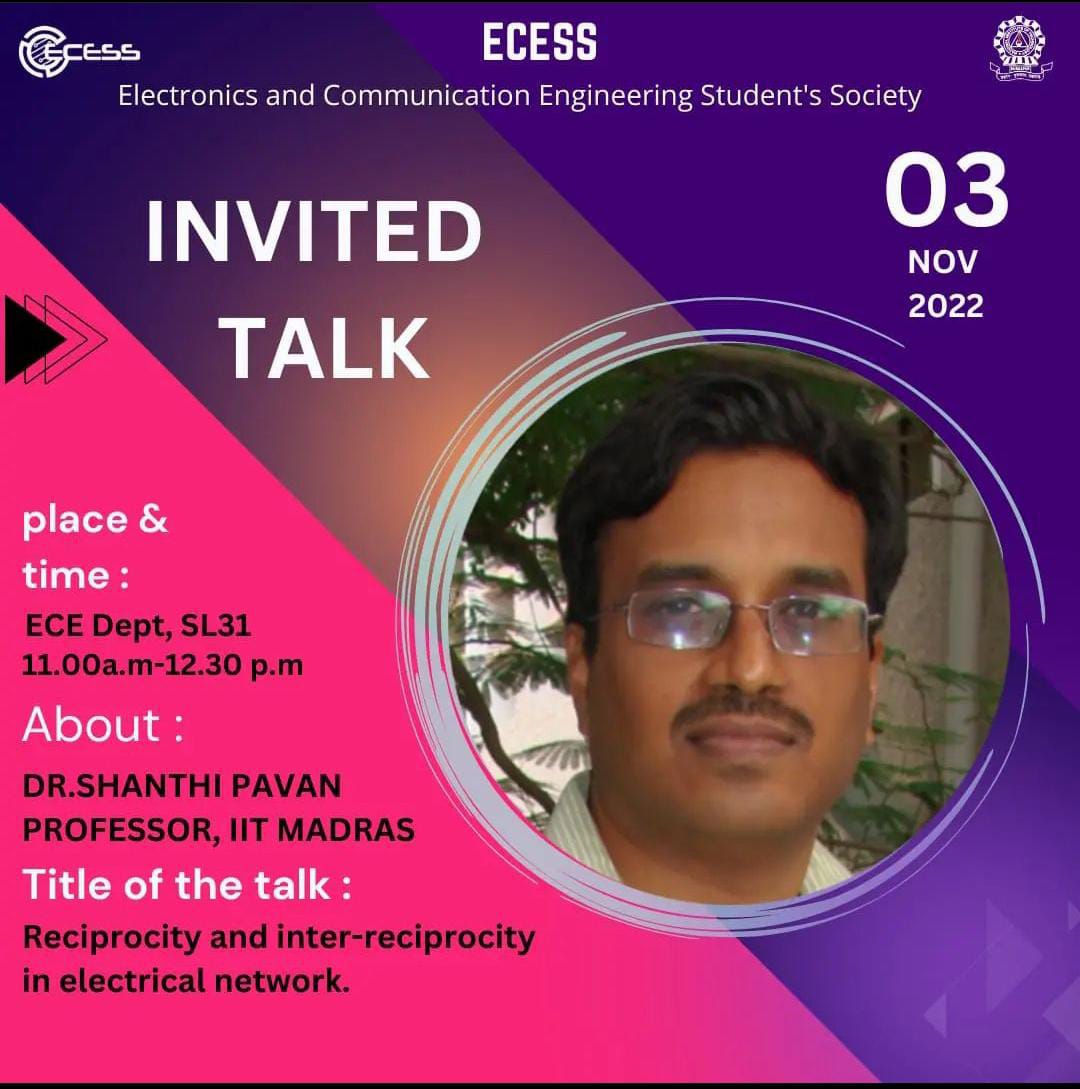 ECESS
ECESS
Electronics and Communication Engineering Student's Society
03
NOV
2022
INVITED
TALK
place &
time :
ECE Dept, SL31
11.00a.m-12.30 p.m
About :
DR.SHANTHI PAVAN
PROFESSOR, IIT MADRAS
Title of the talk :
Reciprocity and inter-reciprocity
in electrical network.